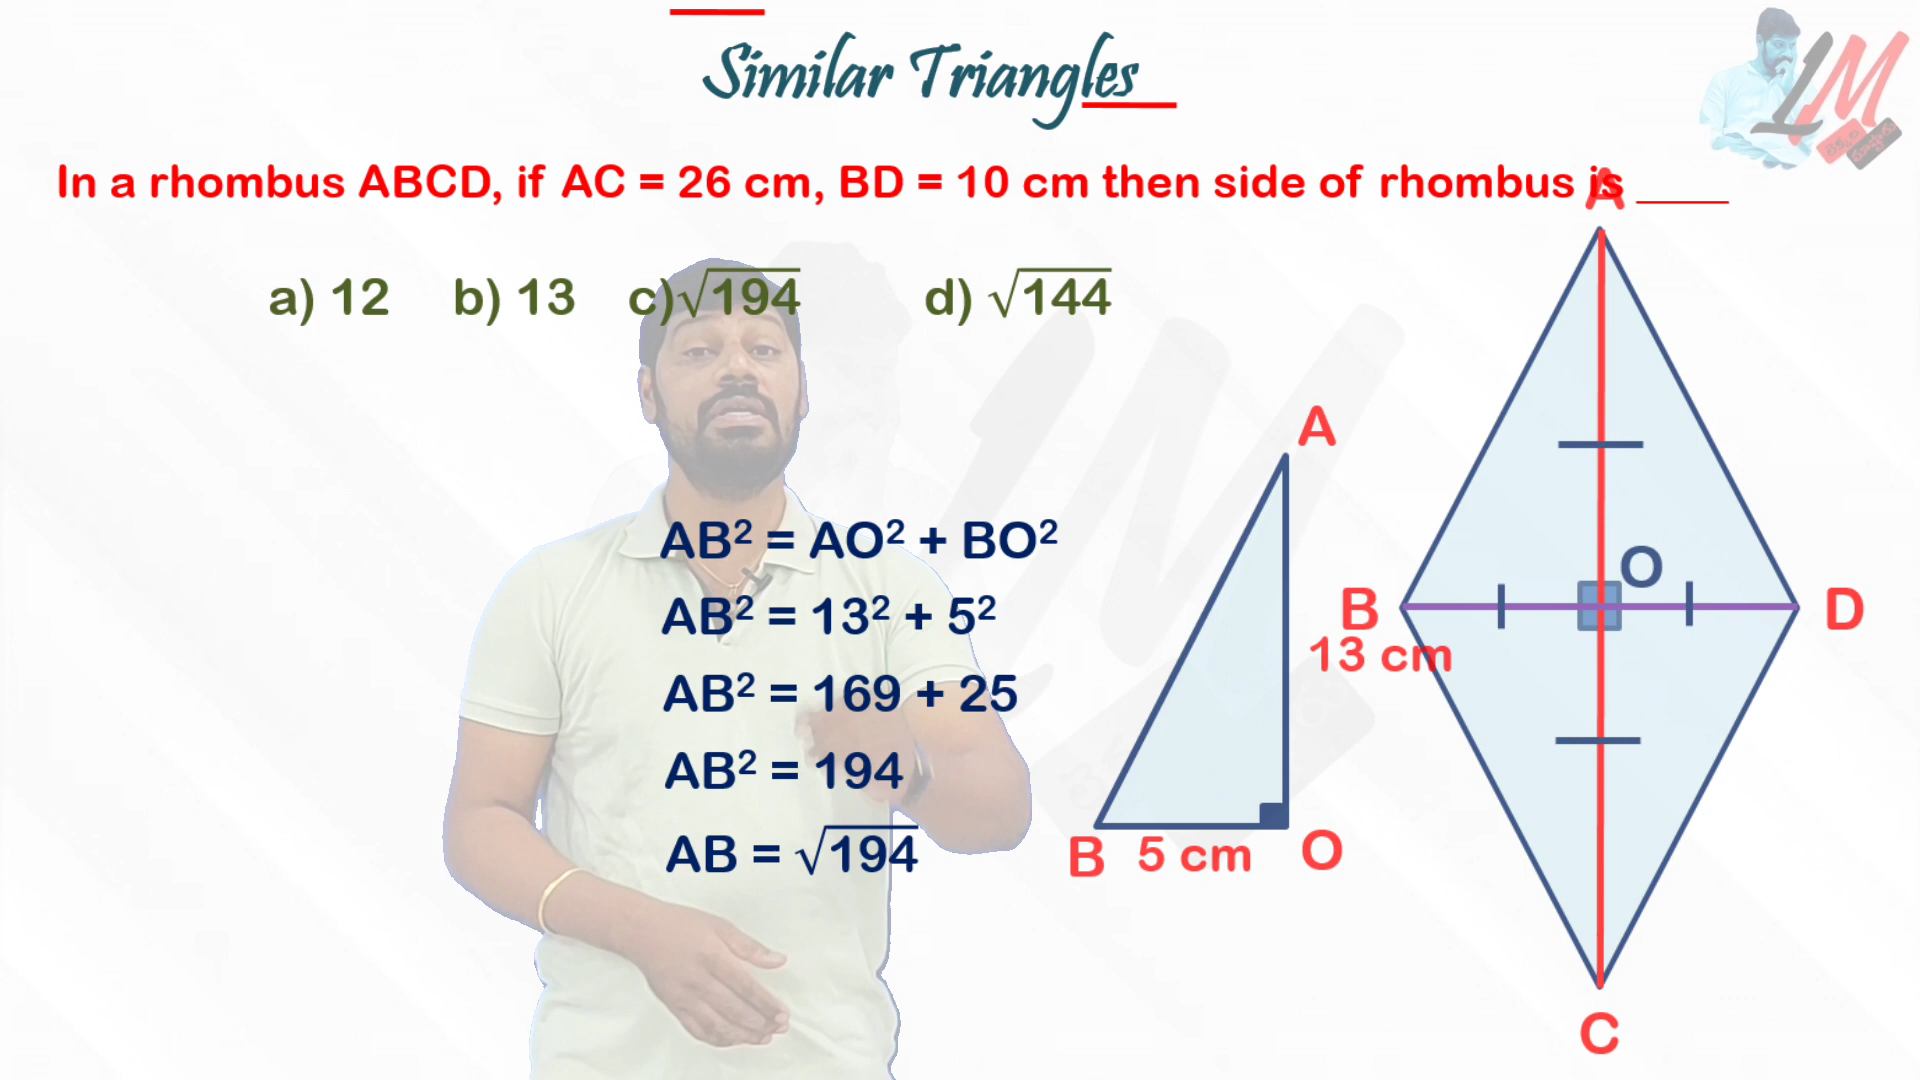 Similar Triangles
LM
In a rhombus ABCD, if AC = 26 cm, BD = 10 cm then side of rhombus is ____
a) 12 b) 13 c)√194 d) √144
AB² = AO² + BO²
AB² = 13² + 5²
AB² = 169 + 25
AB² = 194
AB = √194
A
13 cm
B 5 cm O
A
B O D
C